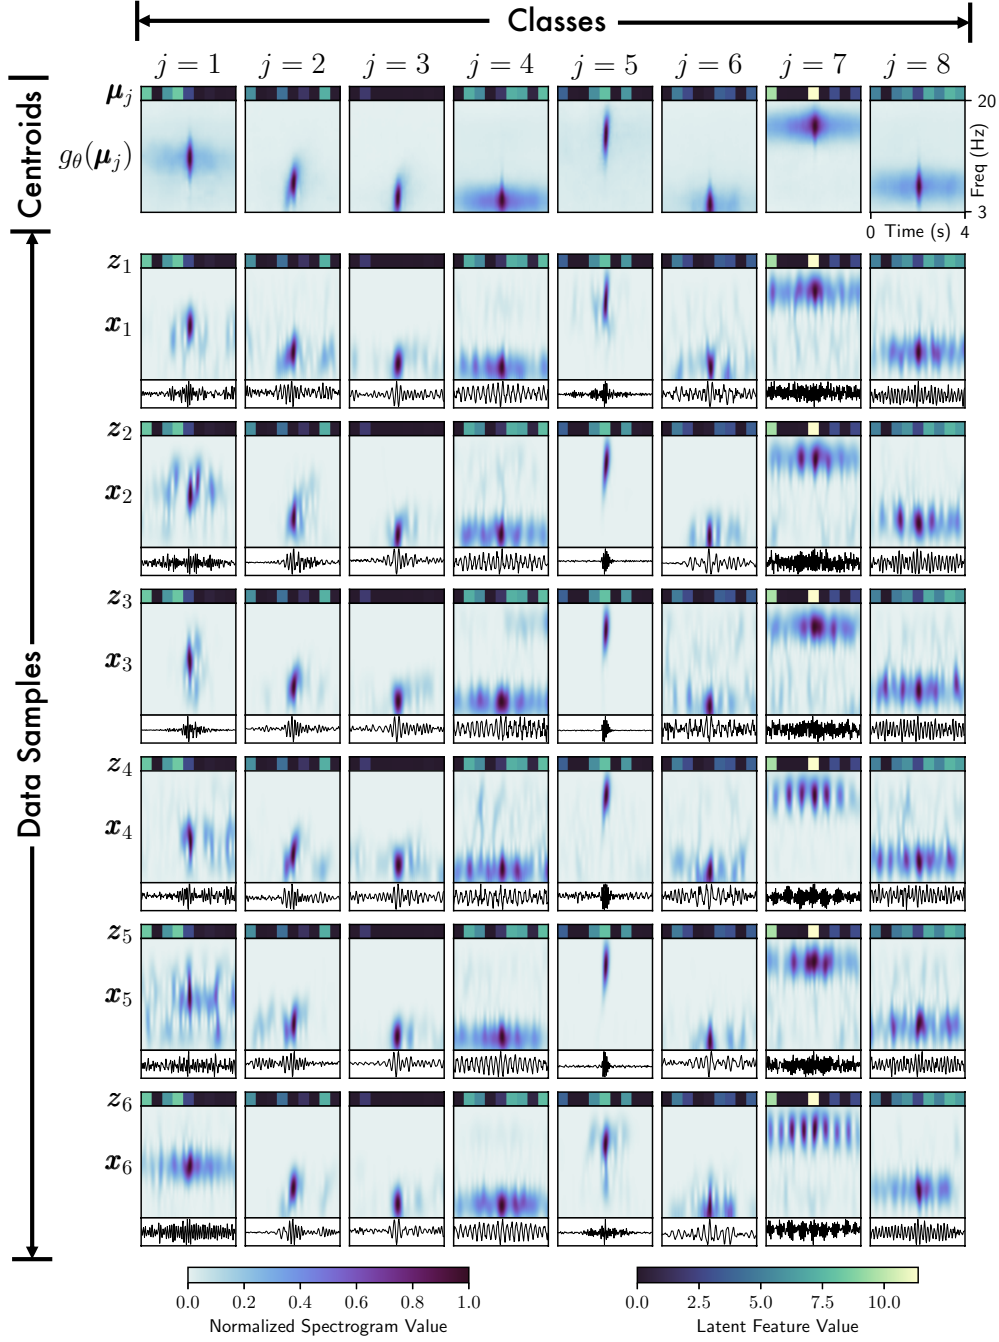 Classes
j = 1 j = 2 j = 3 j = 4 j = 5 j = 6 j = 7 j = 8
Centroids
μj
gθ(μj)
20
Freq (Hz)
3
0 Time (s) 4
Data Samples
z1
x1
z2
x2
z3
x3
z4
x4
z5
x5
z6
x6
0.0 0.2 0.4 0.6 0.8 1.0
Normalized Spectrogram Value
0.0 2.5 5.0 7.5 10.0
Latent Feature Value